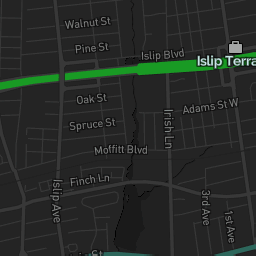 Walnut St
Pine St
Islip Blvd
Islip Terra
Oak St
Adams St W
Spruce St
Irish Ln
Moffitt Blvd
Finch Ln
Islip Ave
3rd Ave
1st Ave
St